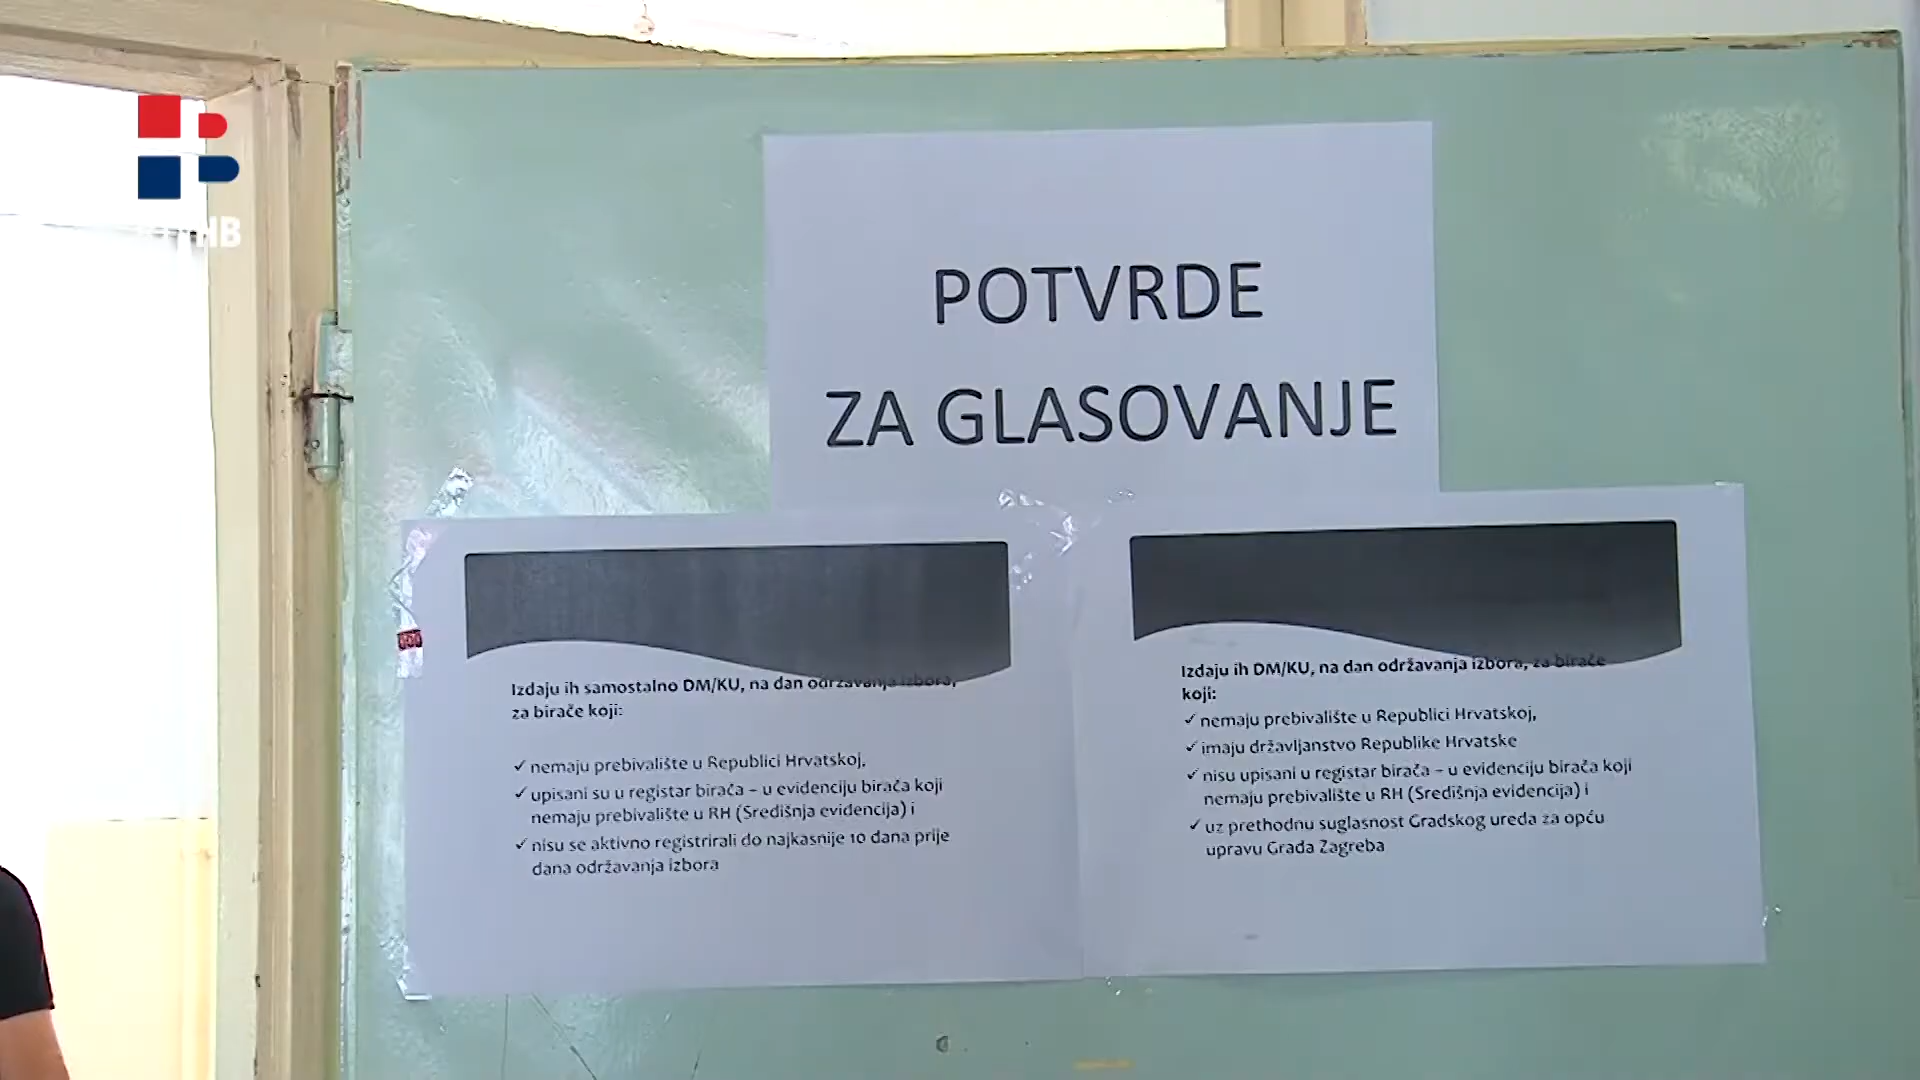 POTVRDE
ZA GLASOVANJE
Izdaju ih samostalno DM/KU, na dan održavanja izbora,
za birače koji:
✓ nemaju prebivalište u Republici Hrvatskoj,
✓ upisani su u registar birača – u evidenciju birača koji
nemaju prebivalište u RH (Središnja evidencija) i
✓ nisu se aktivno registrirali do najkasnije 10 dana prije
dana održavanja izbora
Izdaju ih DM/KU, na dan održavanja izbora, za birače
koji:
✓ nemaju prebivalište u Republici Hrvatskoj,
✓ imaju državljanstvo Republike Hrvatske
✓ nisu upisani u registar birača – u evidenciju birača koji
nemaju prebivalište u RH (Središnja evidencija) i
✓ uz prethodnu suglasnost Gradskog ureda za opću
upravu Grada Zagreba